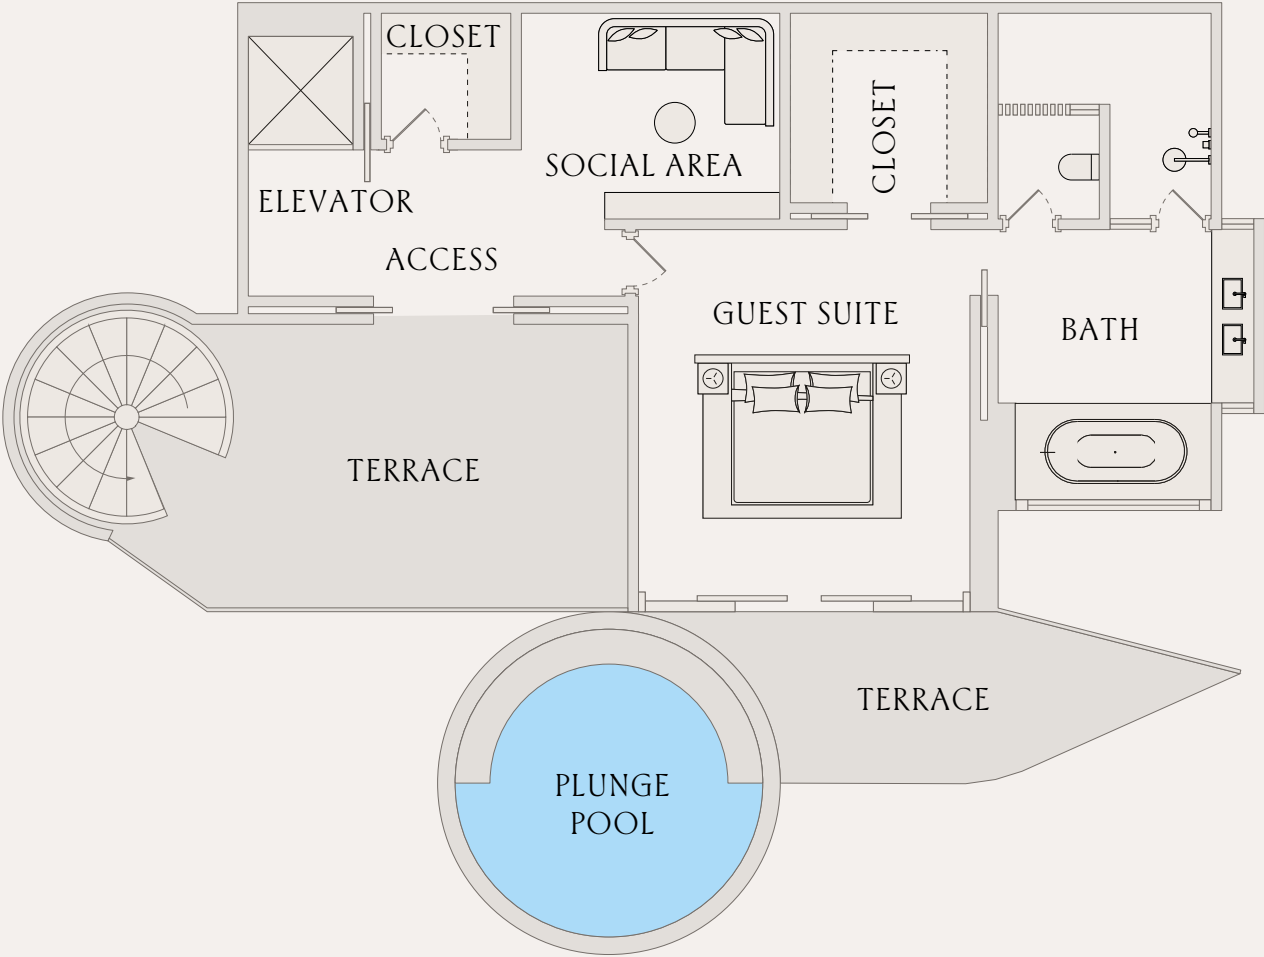 CLOSET
CLOSET
SOCIAL AREA
ELEVATOR
ACCESS
GUEST SUITE
BATH
TERRACE
TERRACE
PLUNGE
POOL